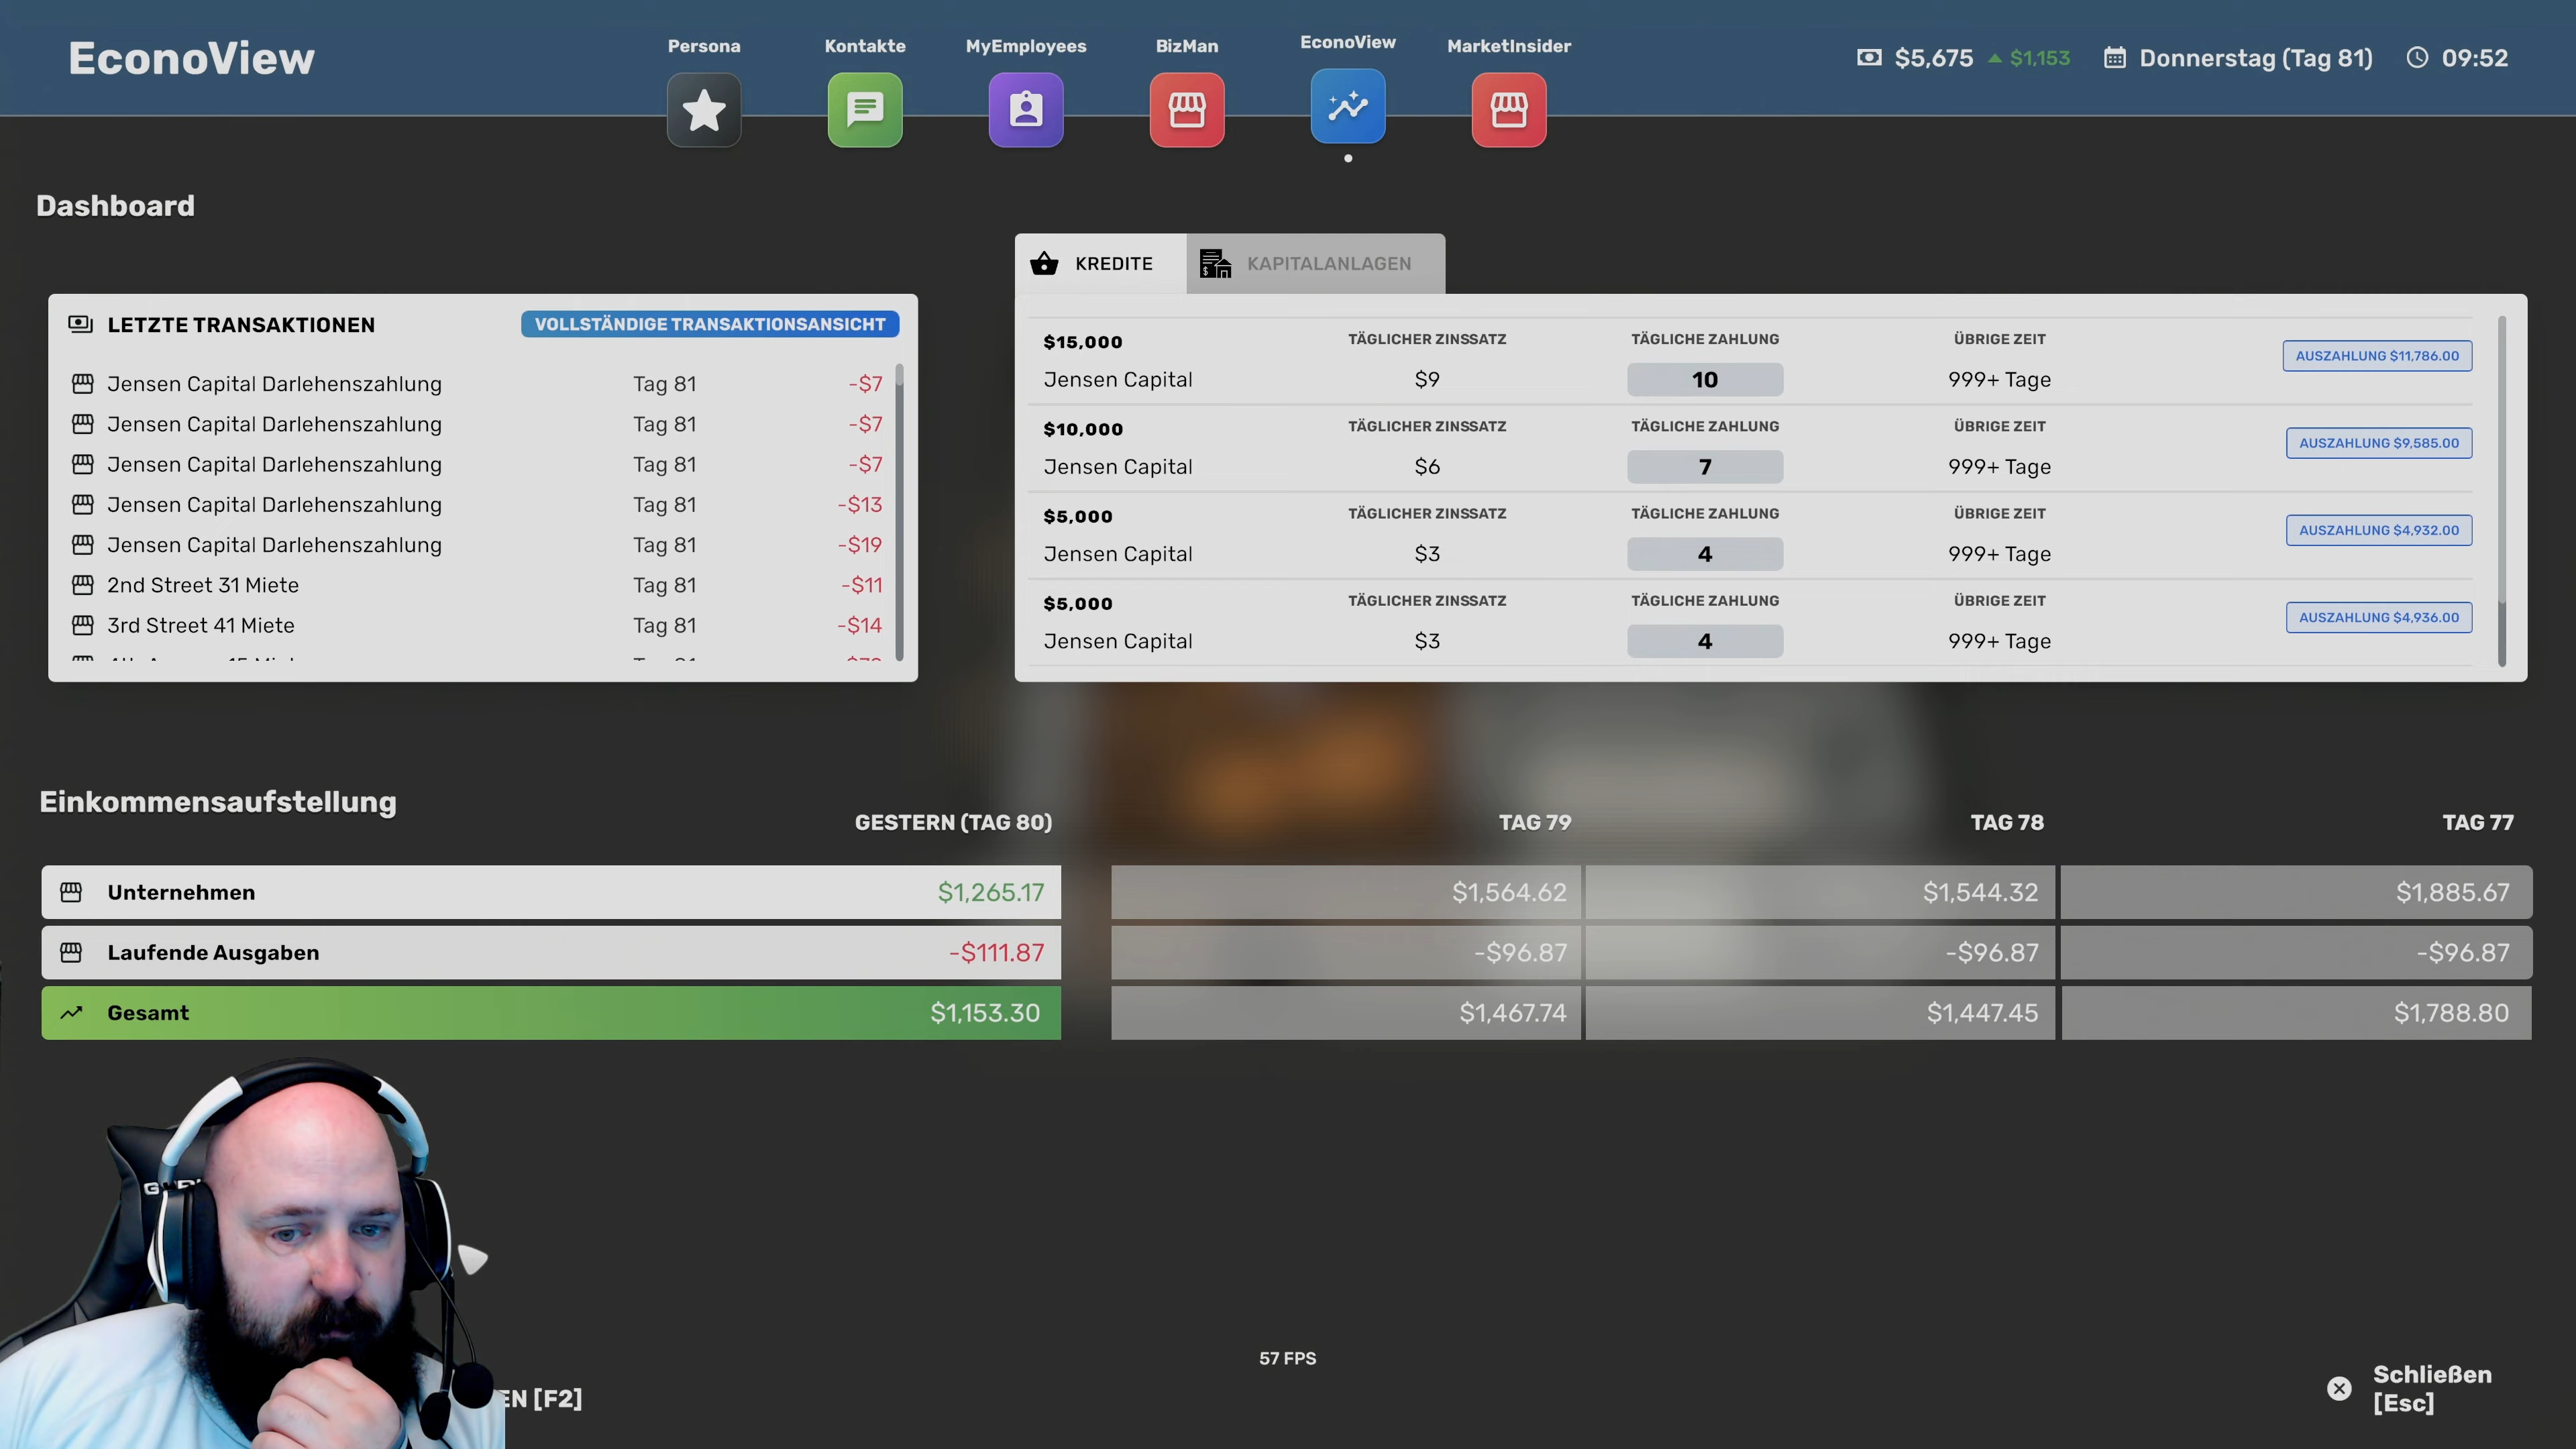 EconoView
Persona
Kontakte
MyEmployees
BizMan
EconoView
MarketInsider
$5,675 $1,153
Donnerstag (Tag 81)
09:52
Dashboard
KREDITE
KAPITALANLAGEN
LETZTE TRANSAKTIONEN
VOLLSTÄNDIGE TRANSAKTIONSANSICHT
Jensen Capital Darlehenszahlung Tag 81 -$7
Jensen Capital Darlehenszahlung Tag 81 -$7
Jensen Capital Darlehenszahlung Tag 81 -$7
Jensen Capital Darlehenszahlung Tag 81 -$13
Jensen Capital Darlehenszahlung Tag 81 -$19
2nd Street 31 Miete Tag 81 -$11
3rd Street 41 Miete Tag 81 -$14
$15,000 TÄGLICHER ZINSSATZ TÄGLICHE ZAHLUNG ÜBRIGE ZEIT AUSZAHLUNG $11,786.00
Jensen Capital $9 10 999+ Tage
$10,000 TÄGLICHER ZINSSATZ TÄGLICHE ZAHLUNG ÜBRIGE ZEIT AUSZAHLUNG $9,585.00
Jensen Capital $6 7 999+ Tage
$5,000 TÄGLICHER ZINSSATZ TÄGLICHE ZAHLUNG ÜBRIGE ZEIT AUSZAHLUNG $4,932.00
Jensen Capital $3 4 999+ Tage
$5,000 TÄGLICHER ZINSSATZ TÄGLICHE ZAHLUNG ÜBRIGE ZEIT AUSZAHLUNG $4,936.00
Jensen Capital $3 4 999+ Tage
Einkommensaufstellung
GESTERN (TAG 80) TAG 79 TAG 78 TAG 77
Unternehmen $1,265.17 $1,564.62 $1,544.32 $1,885.67
Laufende Ausgaben -$111.87 -$96.87 -$96.87 -$96.87
Gesamt $1,153.30 $1,467.74 $1,447.45 $1,788.80
57 FPS
EN [F2]
Schließen
[Esc]